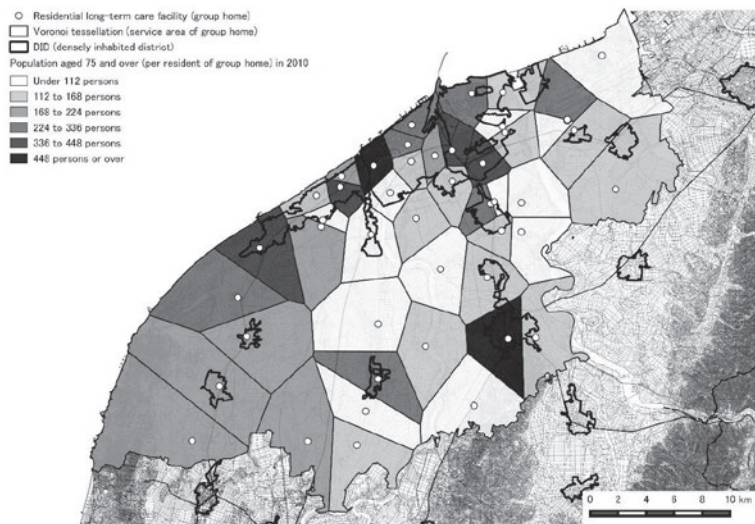 Residential long-term care facility (group home)
Voronoi tessellation (service area of group home)
DID (densely inhabited district)
Population aged 75 and over (per resident of group home) in 2010
Under 112 persons
112 to 168 persons
168 to 224 persons
224 to 336 persons
336 to 448 persons
448 persons or over
0 2 4 6 8 10 km